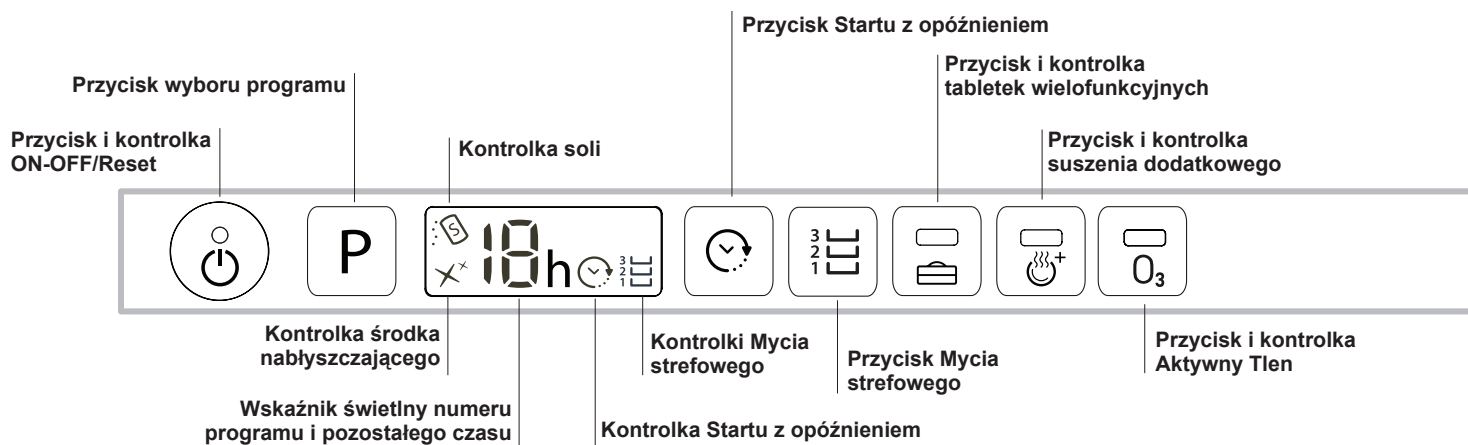 Przycisk Startu z opóźnieniem
Przycisk i kontrolka
tabletek wielofunkcyjnych
Przycisk wyboru programu
Przycisk i kontrolka
ON-OFF/Reset
Kontrolka soli
Przycisk i kontrolka
suszenia dodatkowego
P
S
18h
3
2
1
3
2
1
+
O3
Kontrolka środka
nabłyszczającego
Kontrolki Mycia
strefowego
Przycisk Mycia
strefowego
Przycisk i kontrolka
Aktywny Tlen
Wskaźnik świetlny numeru
programu i pozostałego czasu
Kontrolka Startu z opóźnieniem